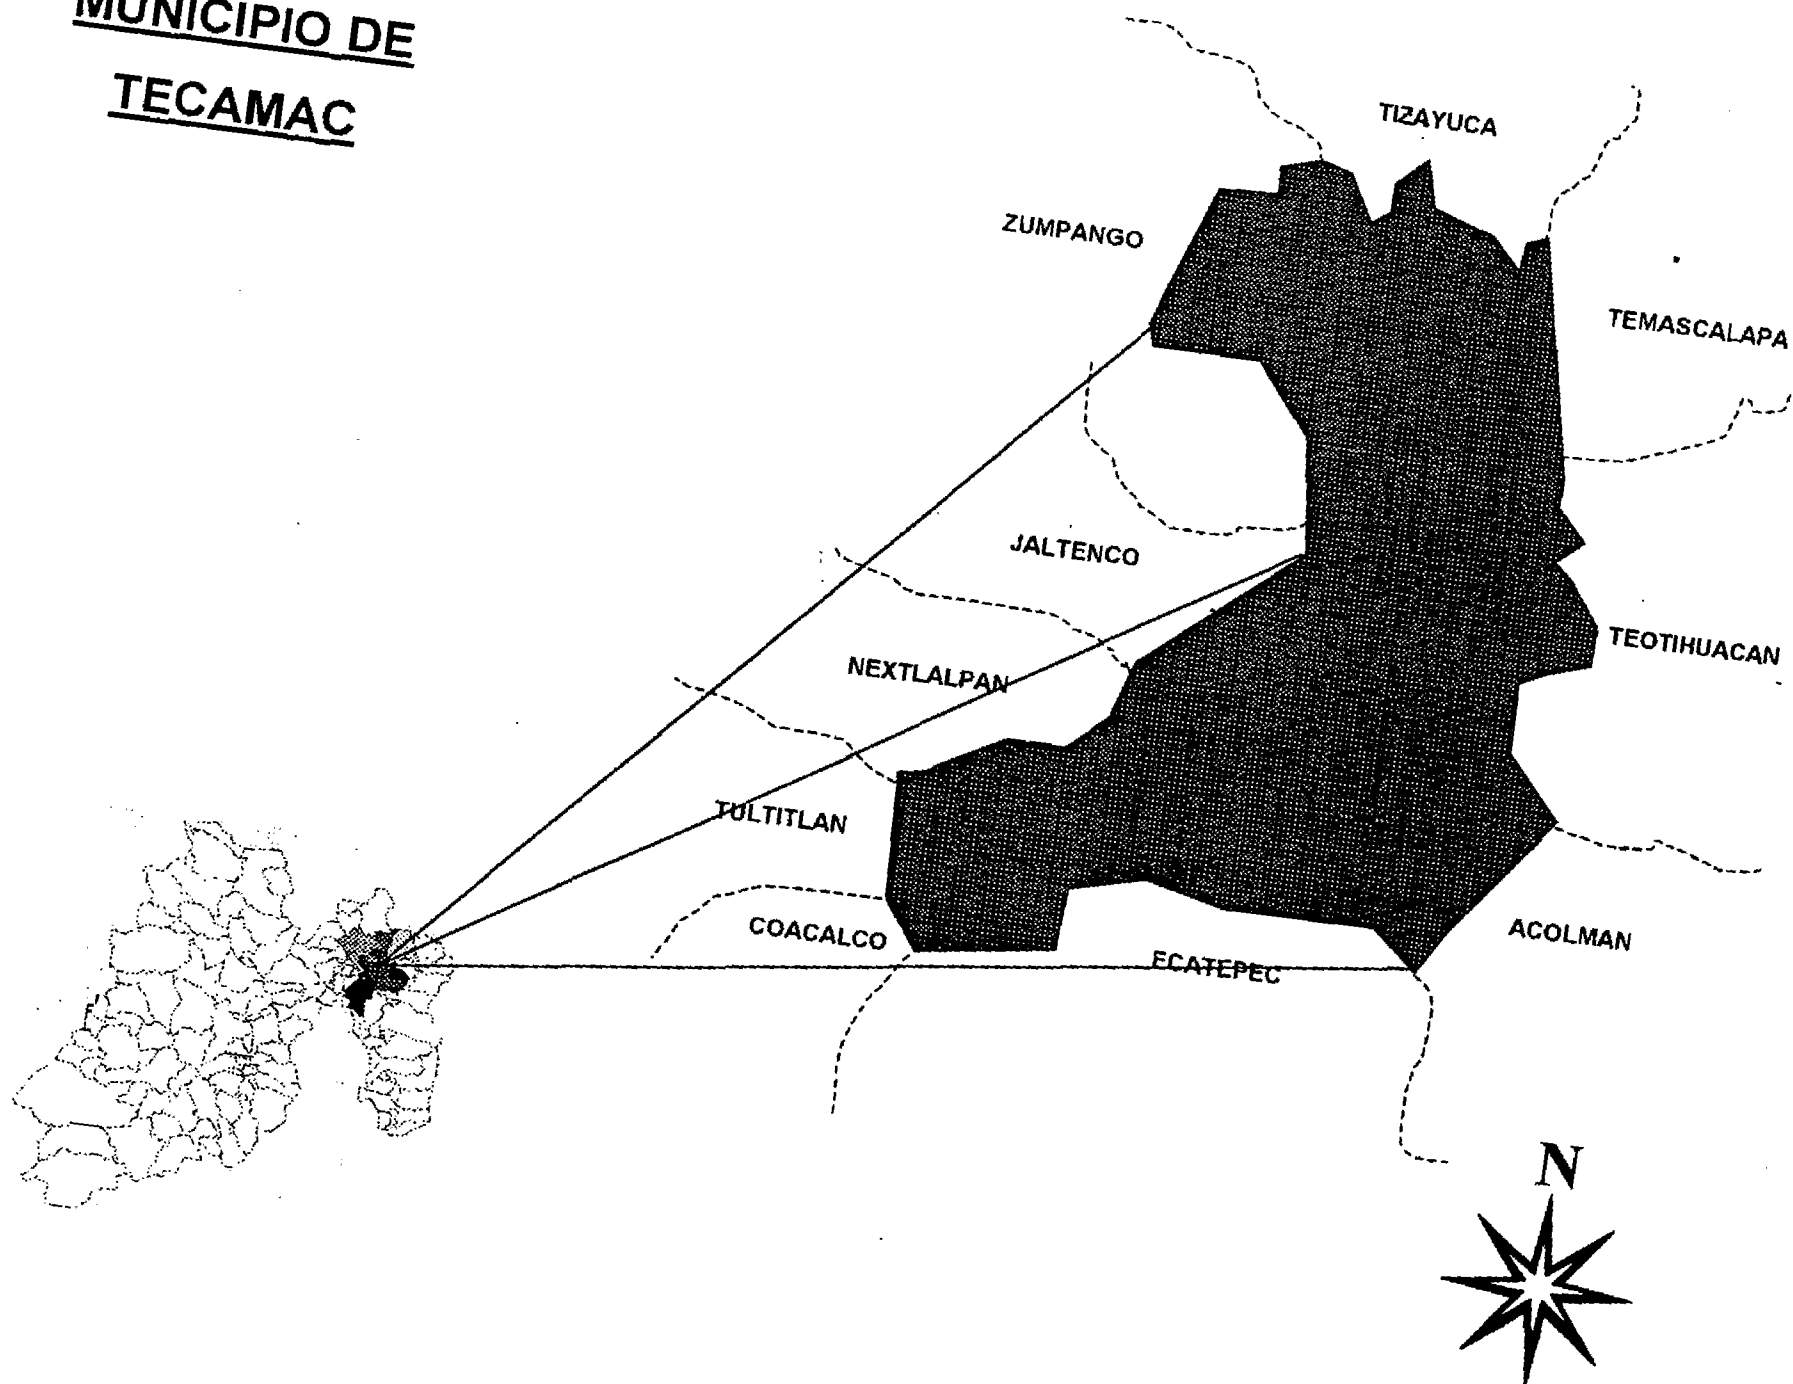 MUNICIPIO DE
TECAMAC
TIZAYUCA
ZUMPANGO
TEMASCALAPA
JALTENCO
TEOTIHUACAN
NEXTLALPAN
TULTITLAN
COACALCO
ACOLMAN
ECATEPEC
N